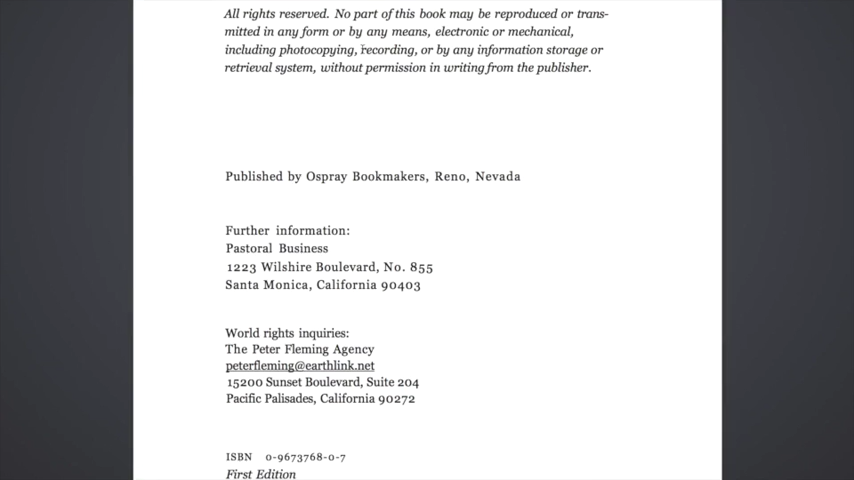 All rights reserved. No part of this book may be reproduced or trans-
mitted in any form or by any means, electronic or mechanical,
including photocopying, recording, or by any information storage or
retrieval system, without permission in writing from the publisher.
Published by Ospray Bookmakers, Reno, Nevada
Further information:
Pastoral Business
1223 Wilshire Boulevard, No. 855
Santa Monica, California 90403
World rights inquiries:
The Peter Fleming Agency
peterfleming@earthlink.net
15200 Sunset Boulevard, Suite 204
Pacific Palisades, California 90272
ISBN 0-9673768-0-7
First Edition